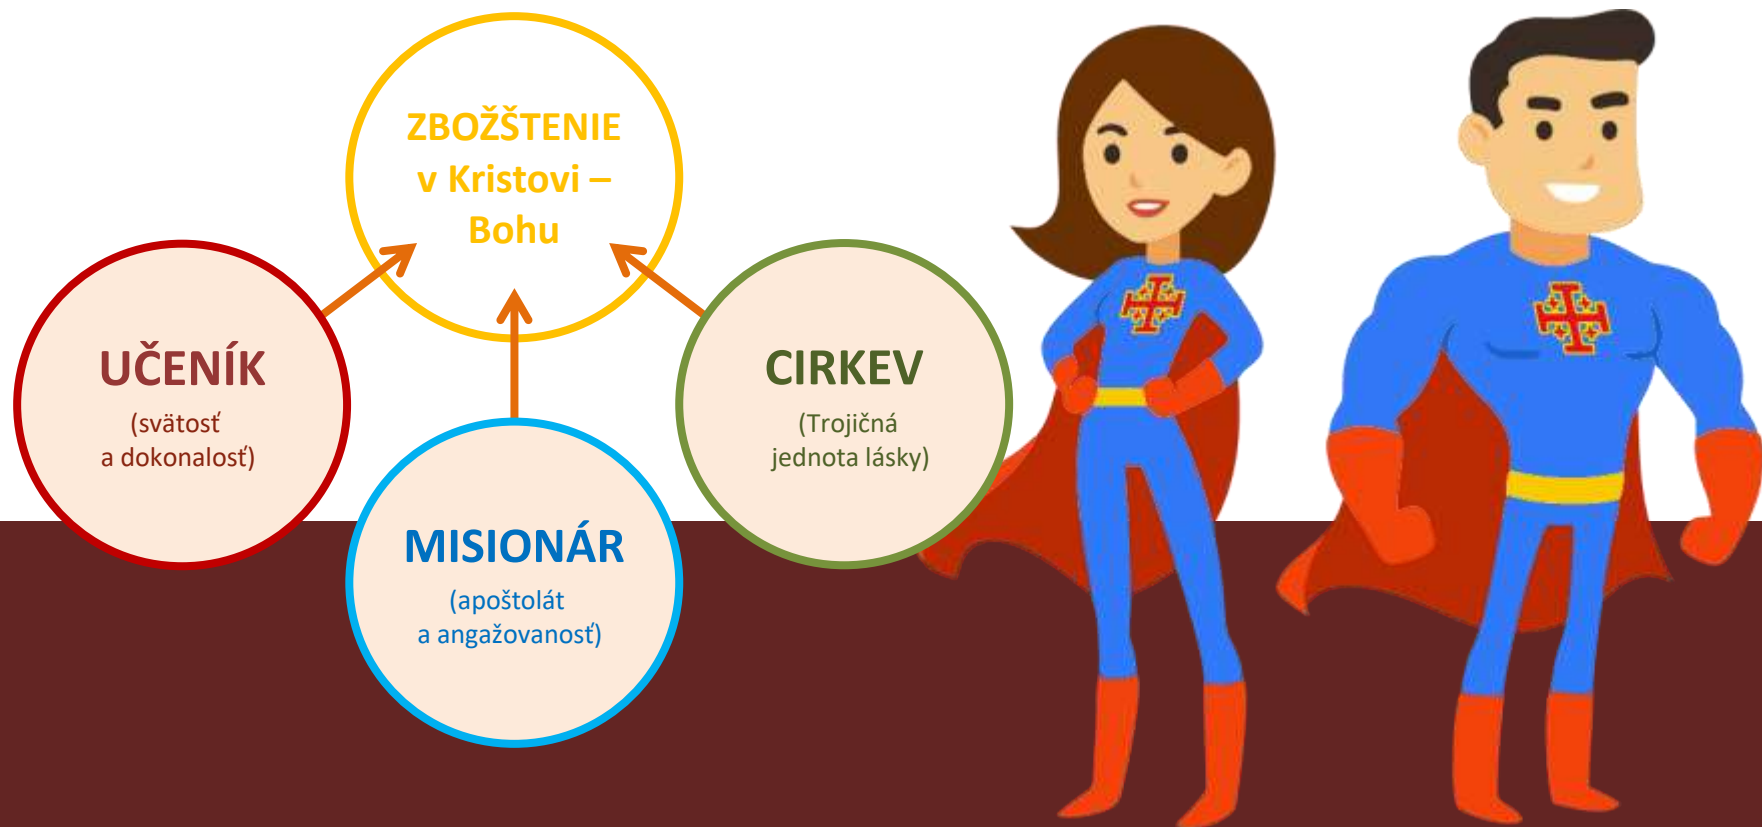 ZBOŽŠTENIE
v Kristovi –
Bohu
UČENÍK
(svätosť
a dokonalosť)
MISIONÁR
(apoštolát
a angažovanosť)
CIRKEV
(Trojičná
jednota lásky)